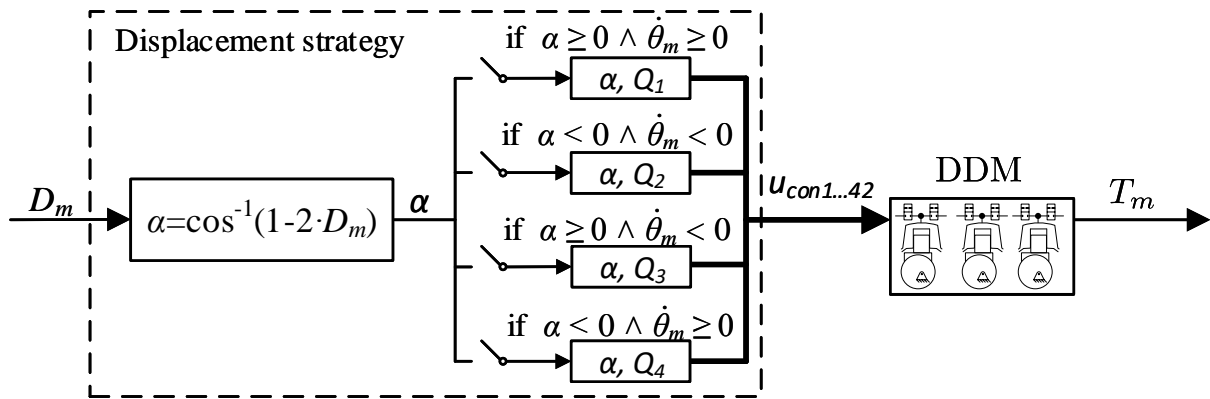 Displacement strategy
if α ≥ 0 ∧ θ̇ₘ ≥ 0
α, Q₁
if α < 0 ∧ θ̇ₘ < 0
α, Q₂
Dₘ
α=cos⁻¹(1-2·Dₘ)
α
if α ≥ 0 ∧ θ̇ₘ < 0
α, Q₃
if α < 0 ∧ θ̇ₘ ≥ 0
α, Q₄
u_con1...42
DDM
Tₘ